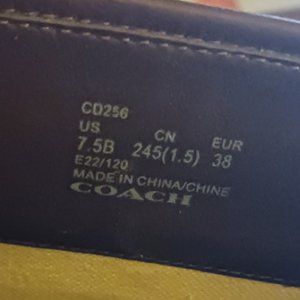 CD256
US CN EUR
7.5B 245(1.5) 38
E22/120
MADE IN CHINA/CHINE
COACH